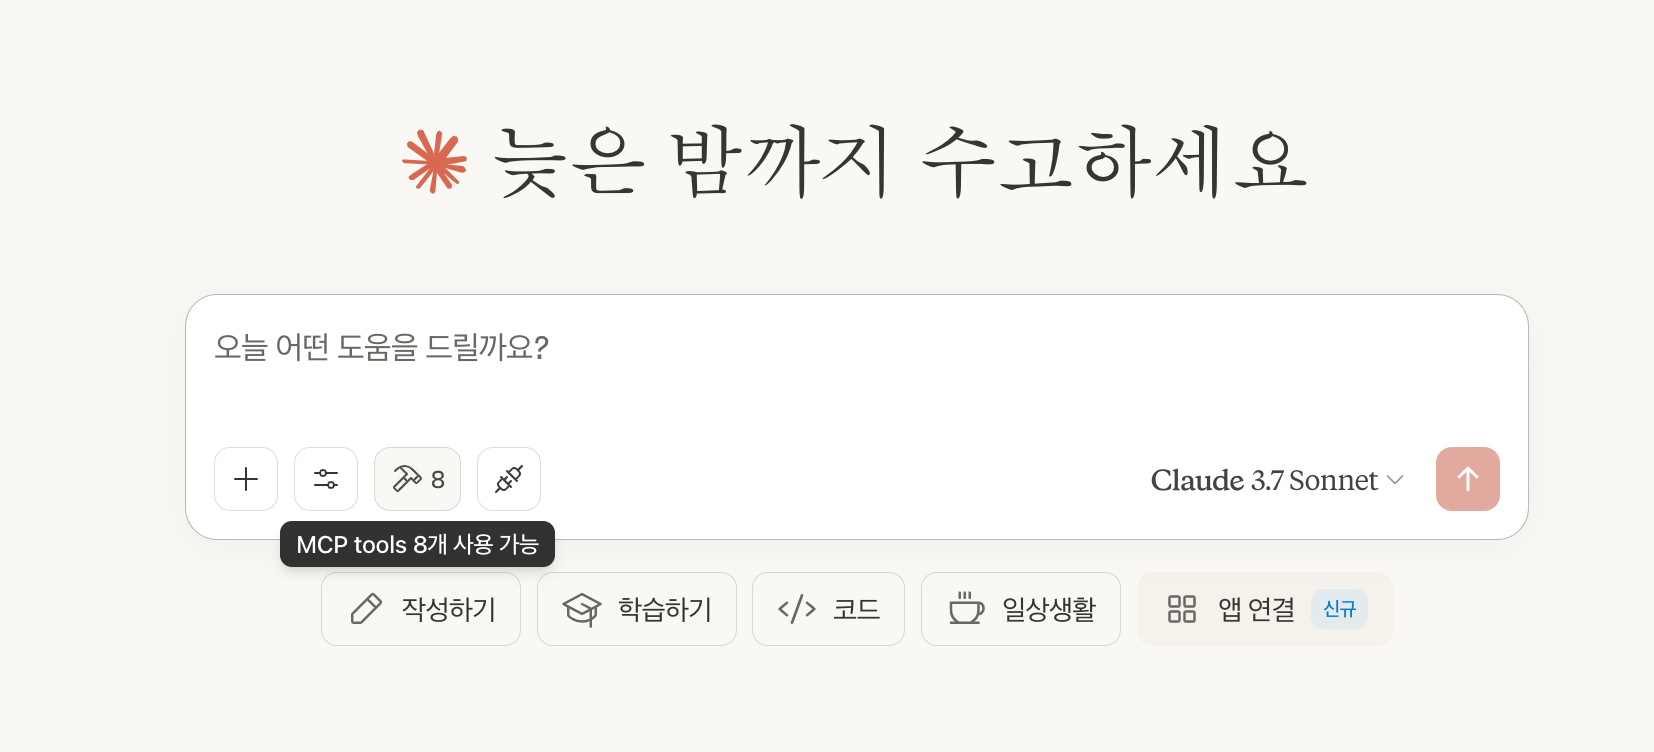 늦은 밤까지 수고하세요
오늘 어떤 도움을 드릴까요?
8
Claude 3.7 Sonnet
MCP tools 8개 사용 가능
작성하기
학습하기
코드
일상생활
앱 연결 신규